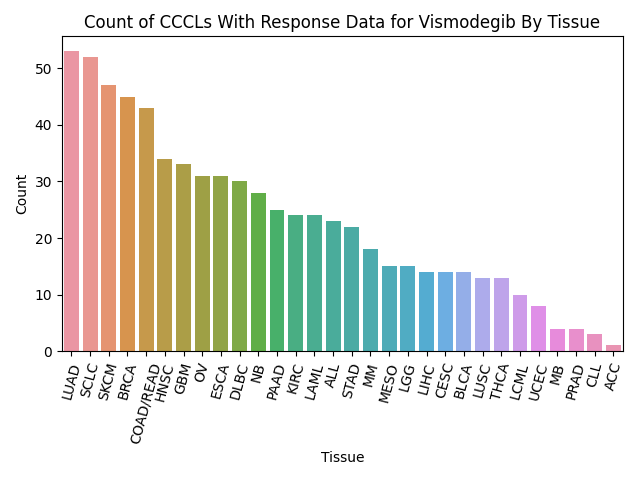 Count of CCCLs With Response Data for Vismodegib By Tissue
Count
50
40
30
20
10
0
LUAD
SCLC
SKCM
BRCA
COAD/READ
HNSC
GBM
OV
ESCA
DLBC
NB
PAAD
KIRC
LAML
ALL
STAD
MM
MESO
LGG
LIHC
CESC
BLCA
LUSC
THCA
LCML
UCEC
MB
PRAD
CLL
ACC
Tissue